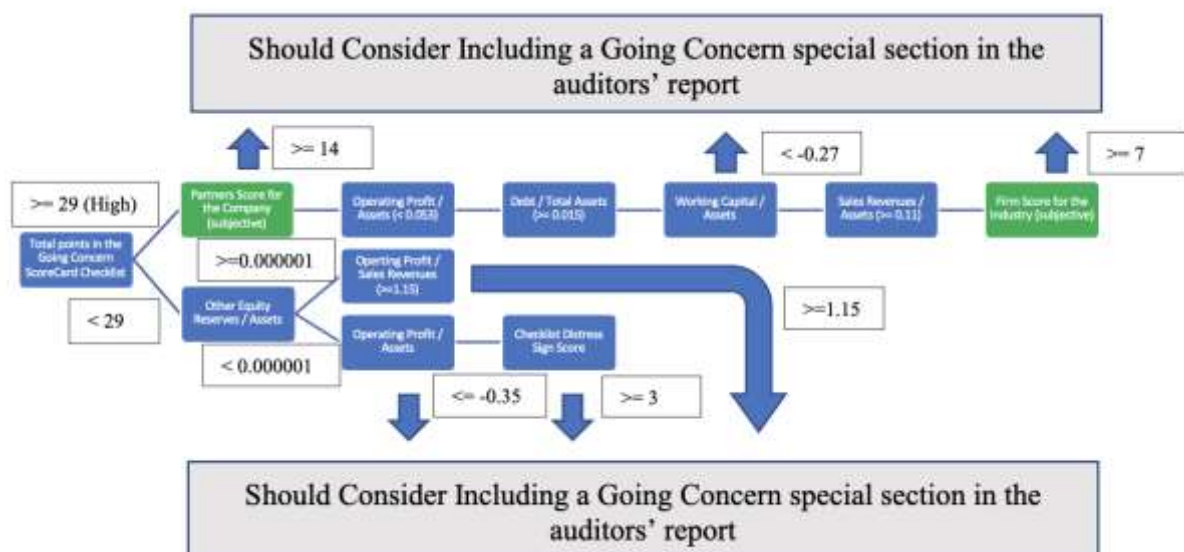 Should Consider Including a Going Concern special section in the
auditors' report
>= 14
< -0.27
>= 7
>= 29 (High)
Partners Score for
the Company
(subjective)
Operating Profit /
Assets (< 0.053)
Debt / Total Assets
(>= 0.015)
Working Capital /
Assets
Sales Revenues /
Assets (>= 0.11)
Firm Score for the
Industry (subjective)
Total points in the
Going Concern
ScoreCard Checklist
>=0.000001
Operting Profit /
Sales Revenues
(>=1.15)
< 29
Other Equity
Reserves / Assets
>=1.15
Operating Profit /
Assets
Checklist Distress
Sign Score
< 0.000001
<= -0.35
>= 3
Should Consider Including a Going Concern special section in the
auditors' report